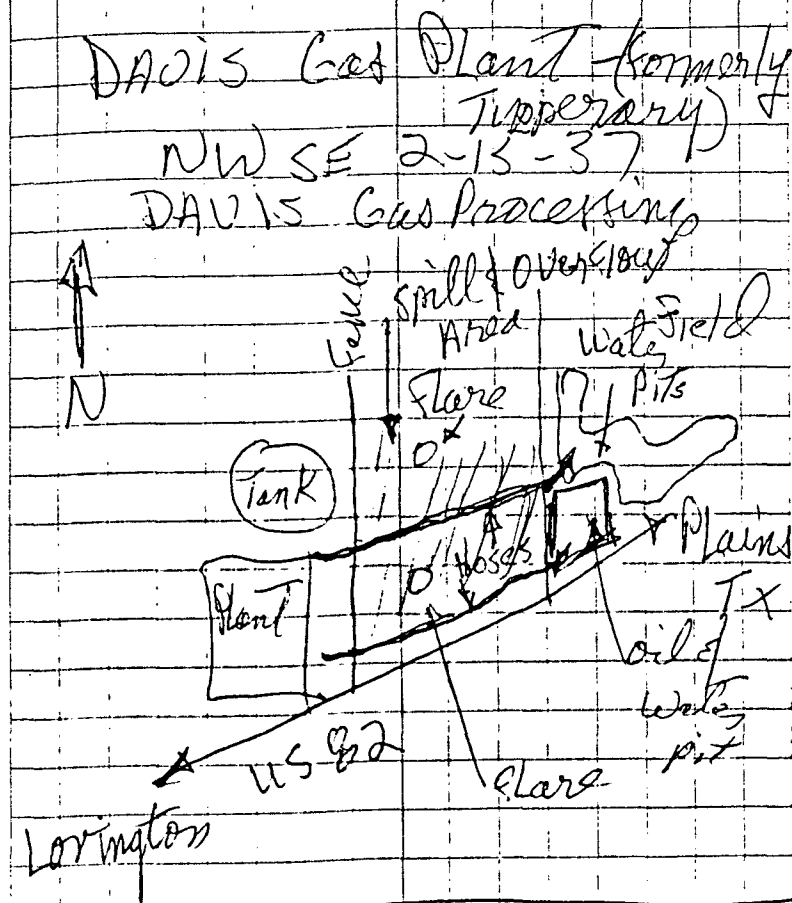 DAVIS Gas Plant (formerly
Tipperary)
NW SE 2-15-37
DAVIS Gas Processing
Spill & Overflow
Area
Fence
Field
Water
Pits
N
Flare
Tank
Hoses
Plains
TX
Plant
oil &
Water
pit
US 82
Flare
Lovington